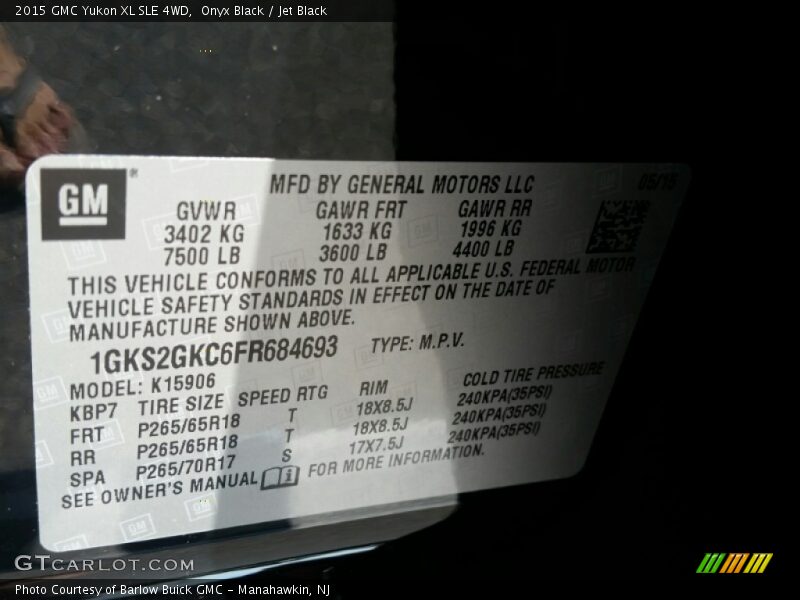 2015 GMC Yukon XL SLE 4WD, Onyx Black / Jet Black
GM ®
MFD BY GENERAL MOTORS LLC 05/15
GVWR GAWR FRT GAWR RR
3402 KG 1633 KG 1996 KG
7500 LB 3600 LB 4400 LB
THIS VEHICLE CONFORMS TO ALL APPLICABLE U.S. FEDERAL MOTOR
VEHICLE SAFETY STANDARDS IN EFFECT ON THE DATE OF
MANUFACTURE SHOWN ABOVE.
1GKS2GKC6FR684693 TYPE: M.P.V.
MODEL: K15906
KBP7 TIRE SIZE SPEED RTG RIM COLD TIRE PRESSURE
FRT P265/65R18 T 18X8.5J 240KPA(35PSI)
RR P265/65R18 T 18X8.5J 240KPA(35PSI)
SPA P265/70R17 S 17X7.5J 240KPA(35PSI)
SEE OWNER'S MANUAL FOR MORE INFORMATION.
GTCARLOT.COM
Photo Courtesy of Barlow Buick GMC – Manahawkin, NJ